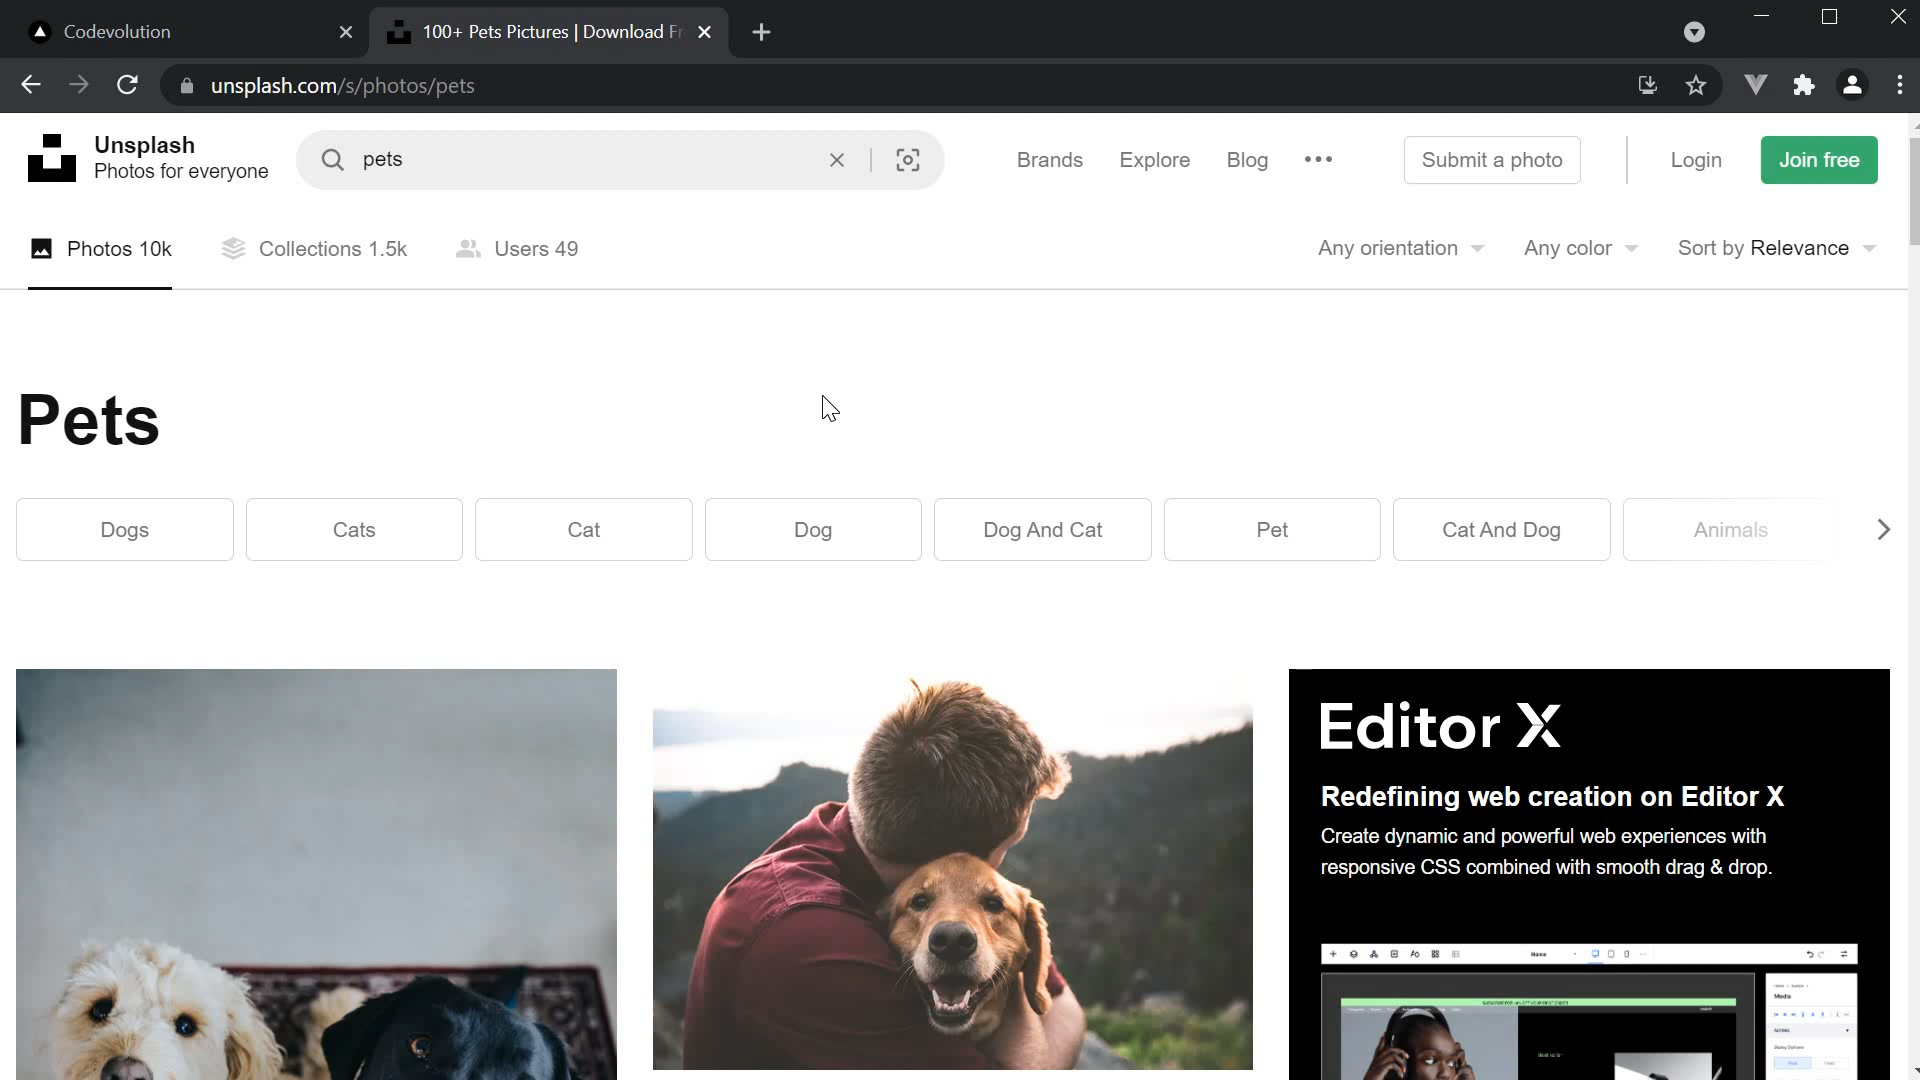 Codevolution
100+ Pets Pictures | Download Fr
unsplash.com/s/photos/pets
Unsplash
Photos for everyone
pets
Brands
Explore
Blog
Submit a photo
Login
Join free
Photos 10k
Collections 1.5k
Users 49
Any orientation
Any color
Sort by Relevance
Pets
Dogs
Cats
Cat
Dog
Dog And Cat
Pet
Cat And Dog
Animals
Editor X
Redefining web creation on Editor X
Create dynamic and powerful web experiences with
responsive CSS combined with smooth drag & drop.
Home
Media